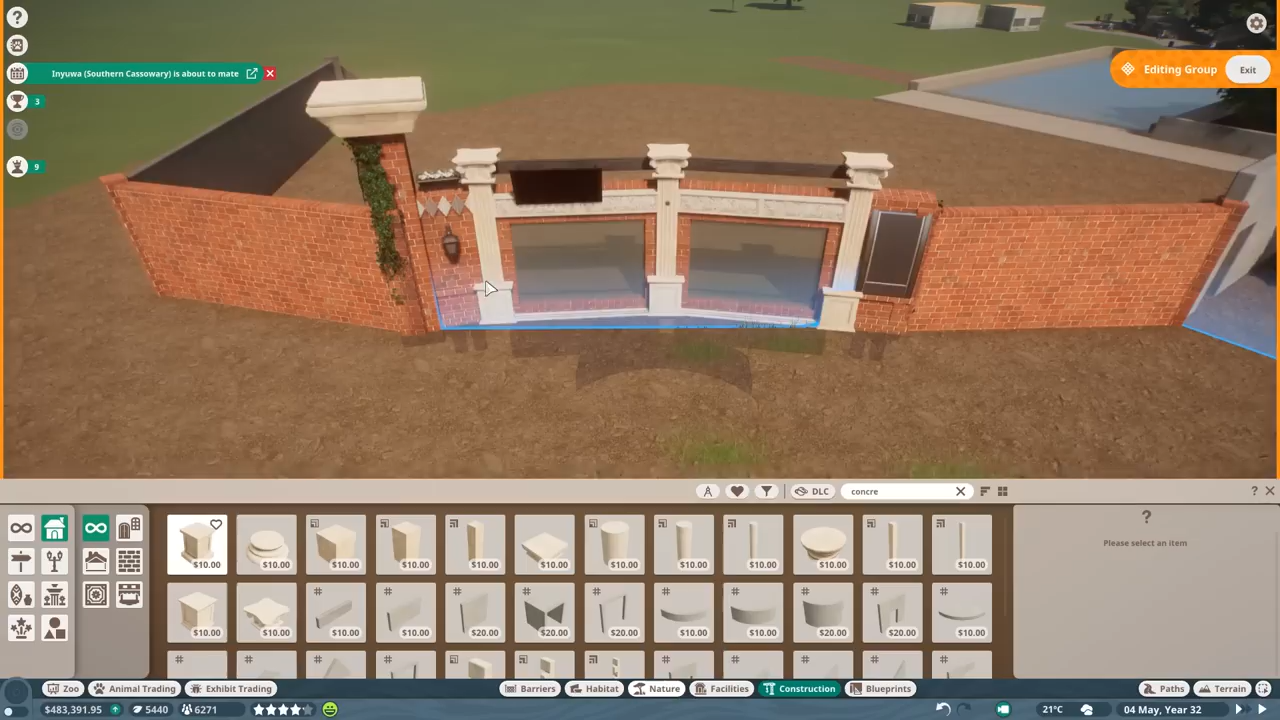 ?
Inyuwa (Southern Cassowary) is about to mate
3
9
Editing Group
Exit
DLC
concre
?
$10.00 $10.00 $10.00 $10.00 $10.00 $10.00 $10.00 $10.00 $10.00 $10.00 $10.00 $10.00
$10.00 $10.00 $10.00 $10.00 $20.00 $20.00 $20.00 $10.00 $10.00 $20.00 $20.00 $10.00
?
Please select an item
Zoo
Animal Trading
Exhibit Trading
Barriers
Habitat
Nature
Facilities
Construction
Blueprints
Paths
Terrain
$483,391.95
5440
6271
21°C
04 May, Year 32